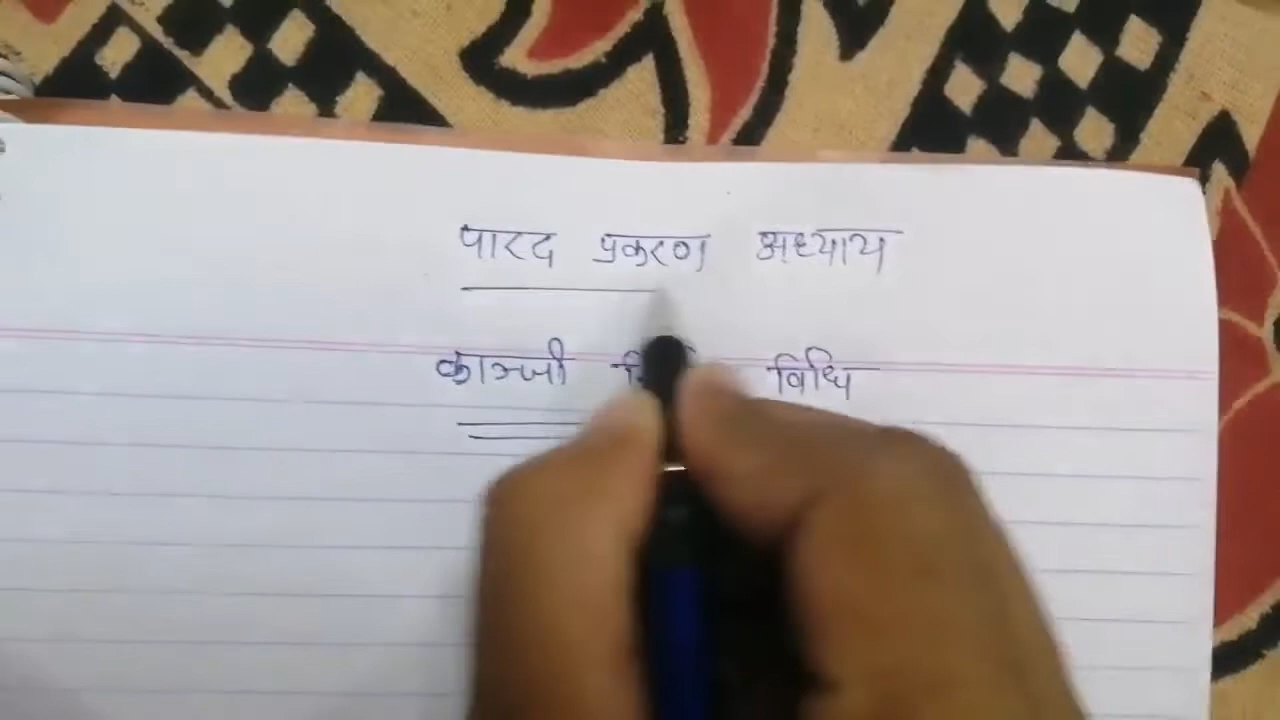 पारद प्रकरण अध्याय
काञ्जी विधि